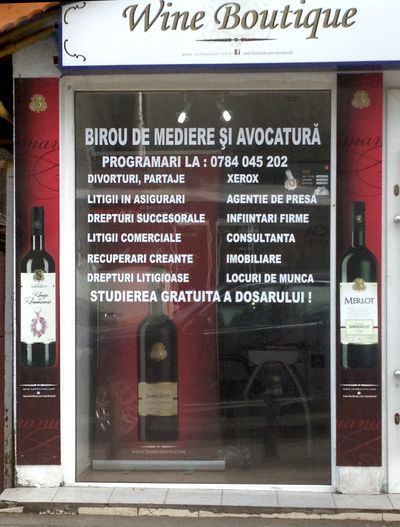 Wine Boutique
BIROU DE MEDIERE ŞI AVOCATURĂ
PROGRAMARI LA : 0784 045 202
DIVORTURI, PARTAJE XEROX
LITIGII IN ASIGURARI AGENTIE DE PRESA
DREPTURI SUCCESORALE INFIINTARI FIRME
LITIGII COMERCIALE CONSULTANTA
RECUPERARI CREANTE IMOBILIARE
DREPTURI LITIGIOASE LOCURI DE MUNCA
STUDIEREA GRATUITA A DOSARULUI !
MERLOT